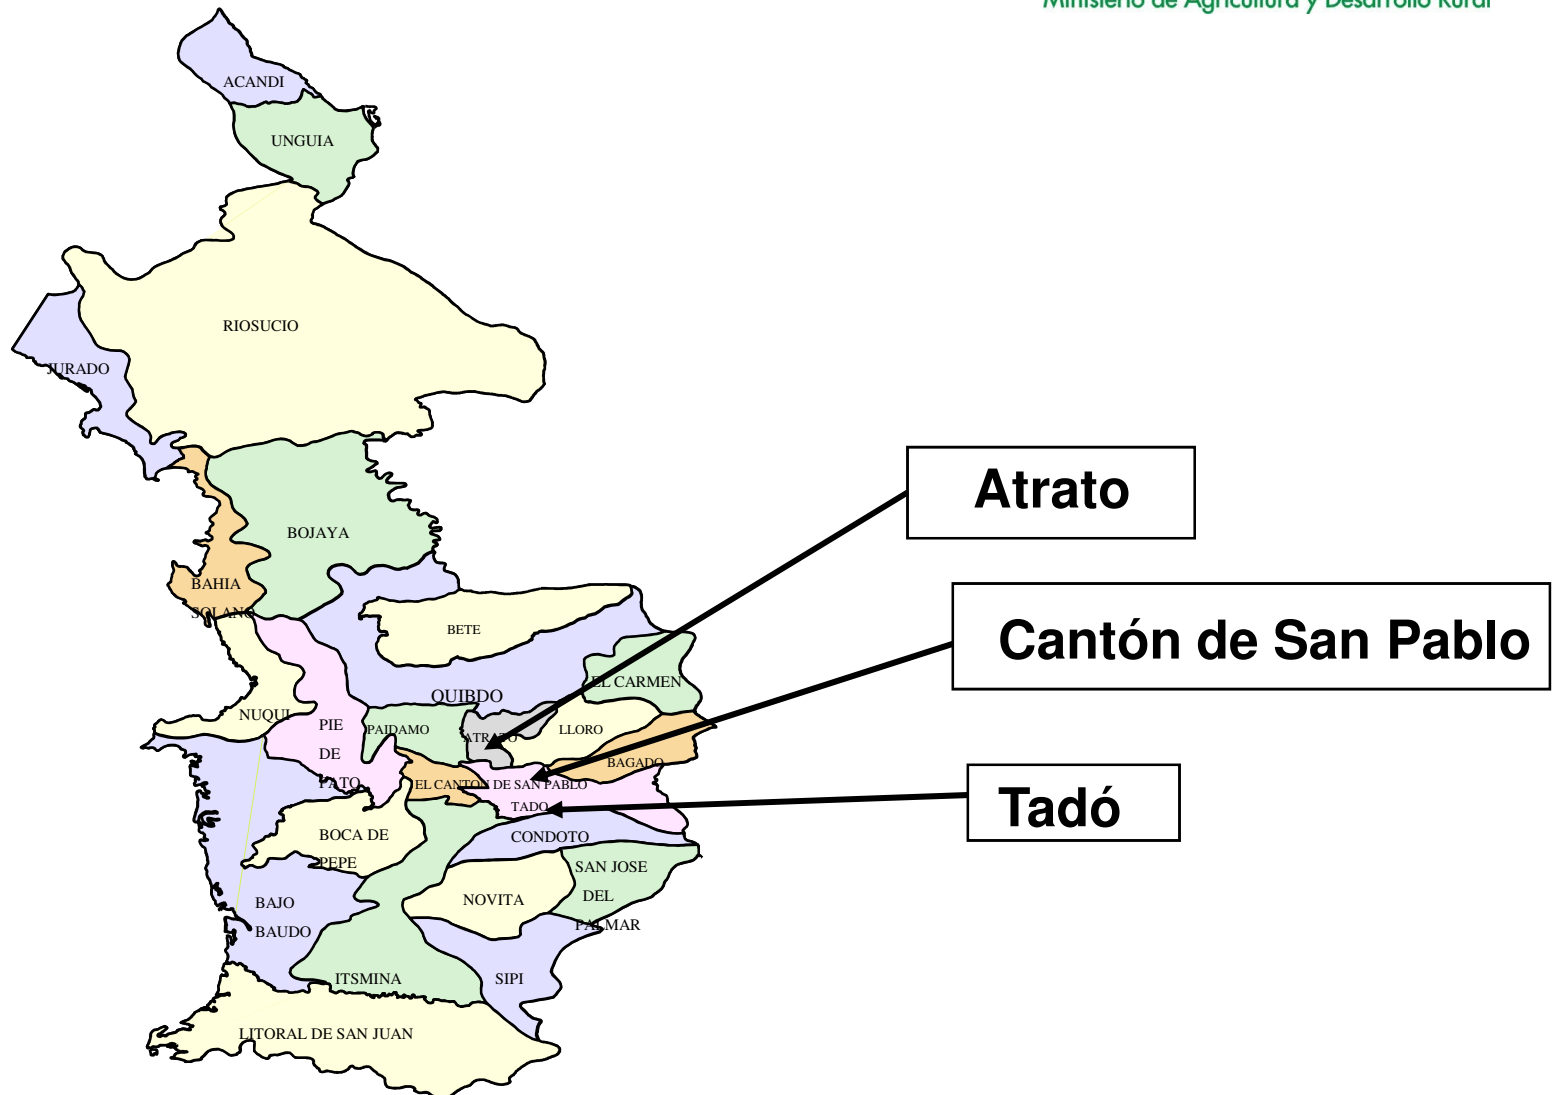 Ministerio de Agricultura y Desarrollo Rural
ACANDI
UNGUIA
RIOSUCIO
JURADO
BOJAYA
BAHIA
SOLANO
BETE
QUIBDO
EL CARMEN
NUQUI
PIE
DE
PATO
PAIDAMO
ATRATO
LLORO
BAGADO
EL CANTON DE SAN PABLO
TADO
BOCA DE
PEPE
CONDOTO
SAN JOSE
DEL
PALMAR
NOVITA
BAJO
BAUDO
ITSMINA
SIPI
LITORAL DE SAN JUAN
Atrato
Cantón de San Pablo
Tadó